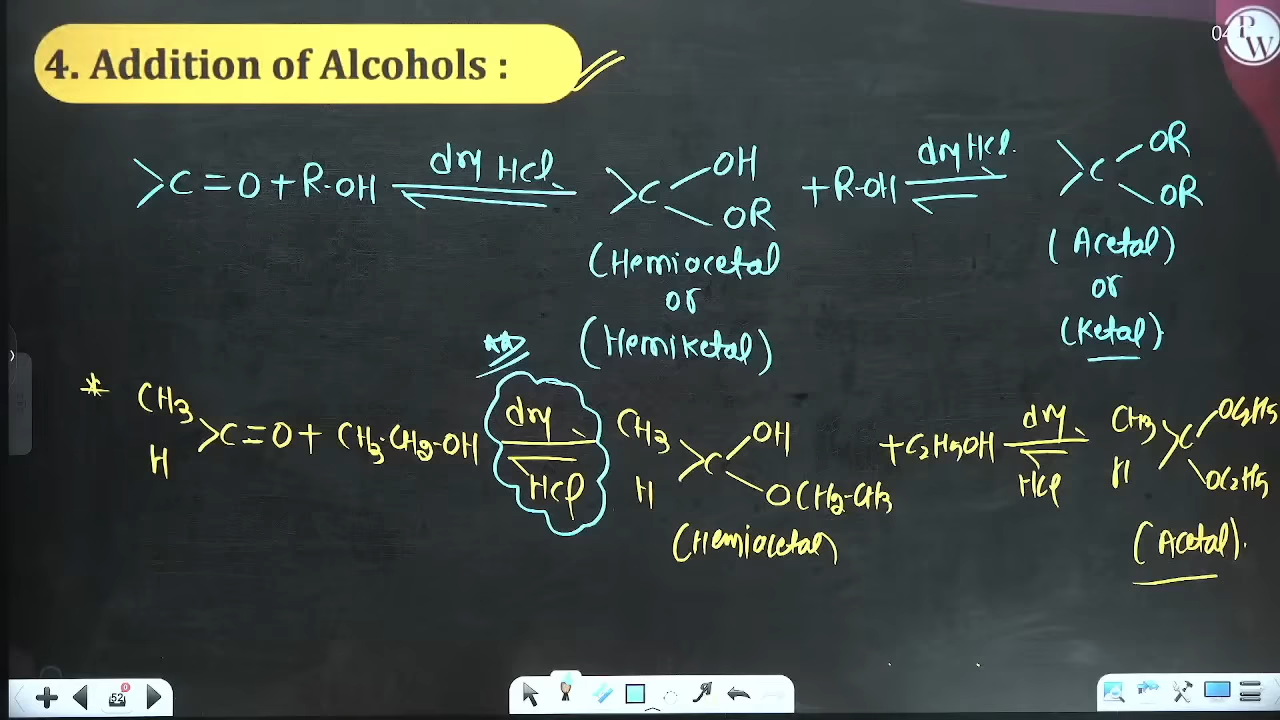 4. Addition of Alcohols :
PW
>C=O + R-OH ⇌ dry HCl >C OH OR + R-OH ⇌ dry HCl >C OR OR
(Hemiacetal or (Hemiketal)
(Acetal) or (Ketal)
* CH3 H >C=O + CH3-CH2-OH ⇌ dry HCl CH3 H >C OH OCH2-CH3 + C2H5OH ⇌ dry HCl CH3 H C OC2H5 OC2H5
(Hemiacetal)
(Acetal).
52